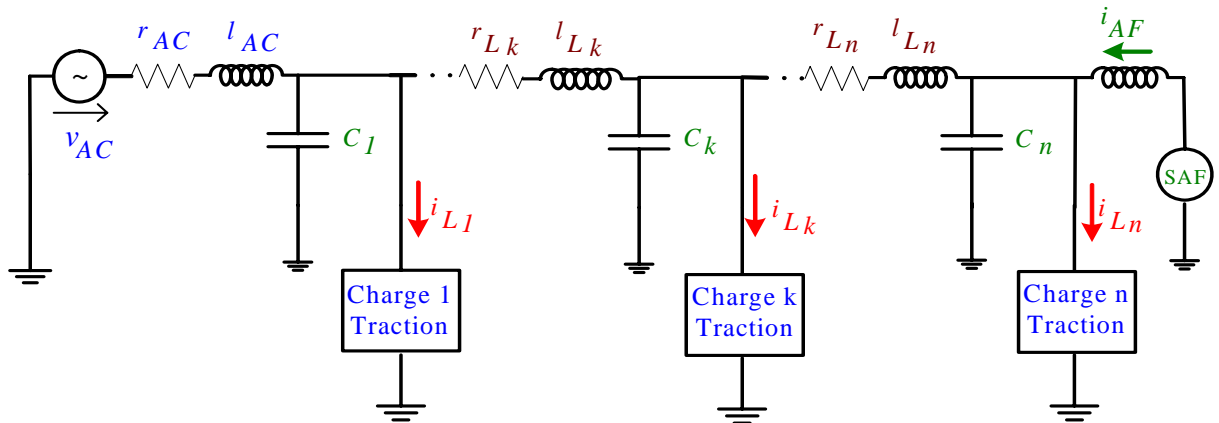 r AC
l AC
r L k
l L k
r L n
l L n
i AF
~
v AC
C 1
C k
C n
SAF
i L 1
i L k
i L n
Charge 1
Traction
Charge k
Traction
Charge n
Traction